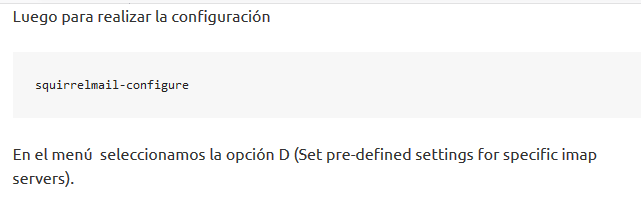 Luego para realizar la configuración
squirrelmail-configure
En el menú  seleccionamos la opción D (Set pre-defined settings for specific imap
servers).